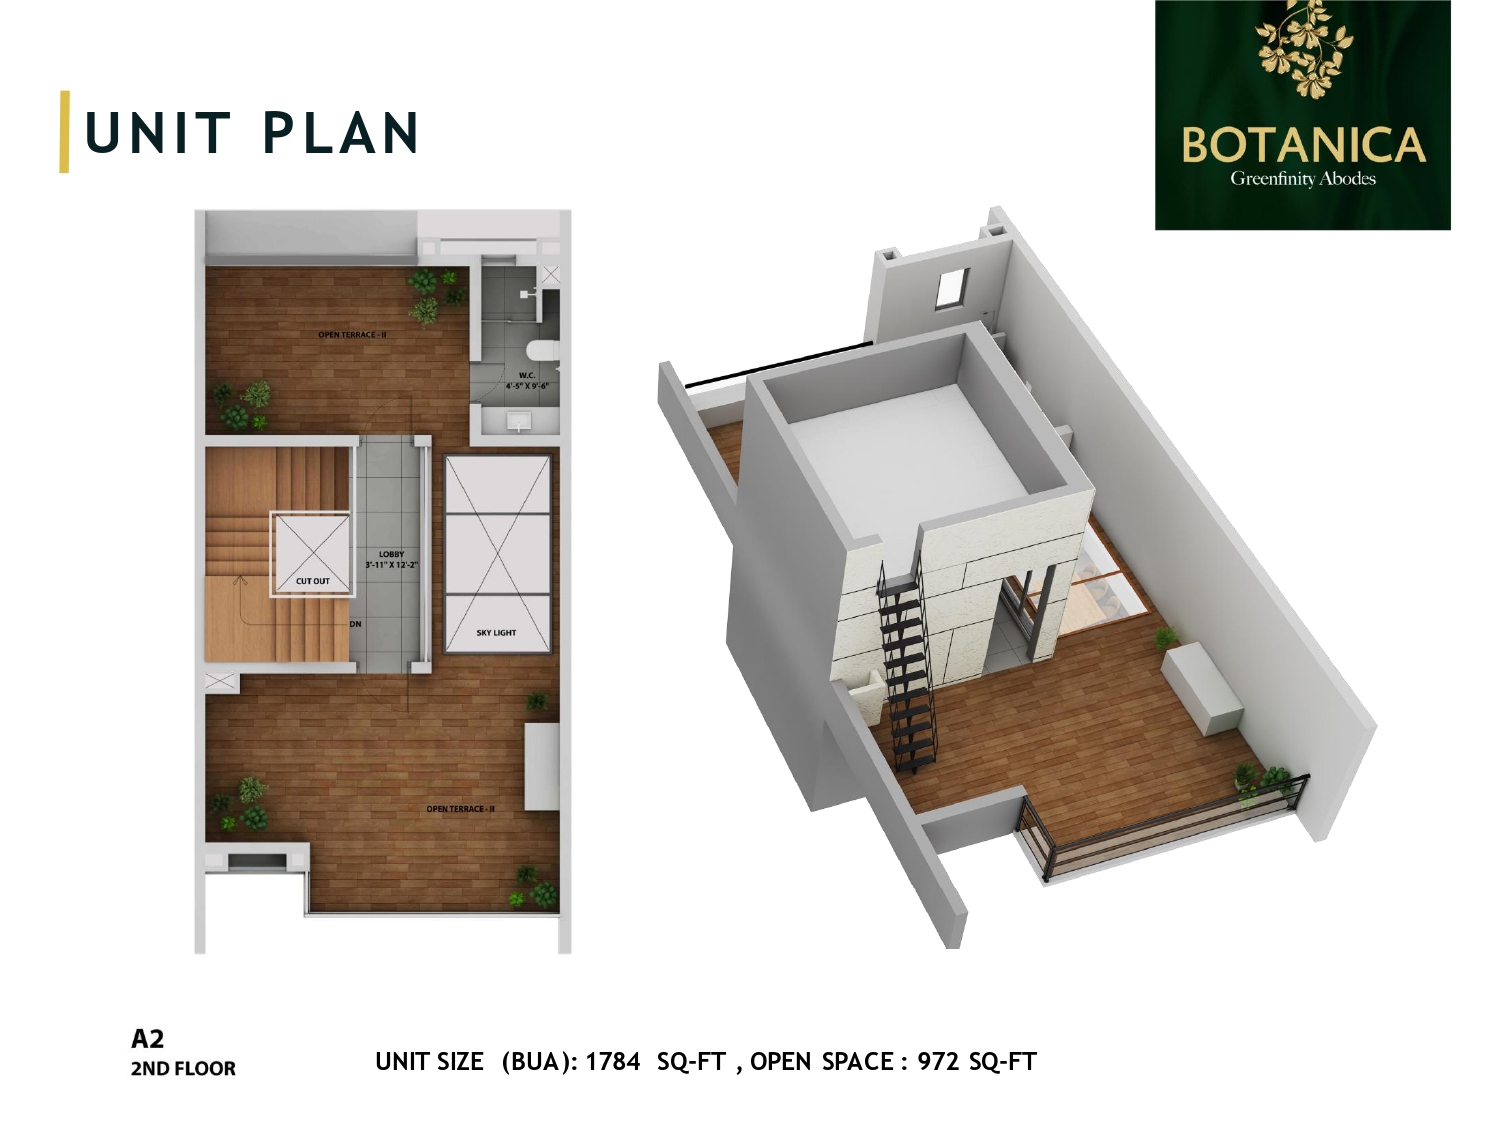 BOTANICA
Greenfinity Abodes
UNIT PLAN
OPEN TERRACE - II
W.C.
4'-5" X 9'-6"
LOBBY
3'-11" X 12'-2"
CUT OUT
DN
SKY LIGHT
OPEN TERRACE - II
A2
2ND FLOOR
UNIT SIZE (BUA): 1784 SQ-FT , OPEN SPACE : 972 SQ-FT